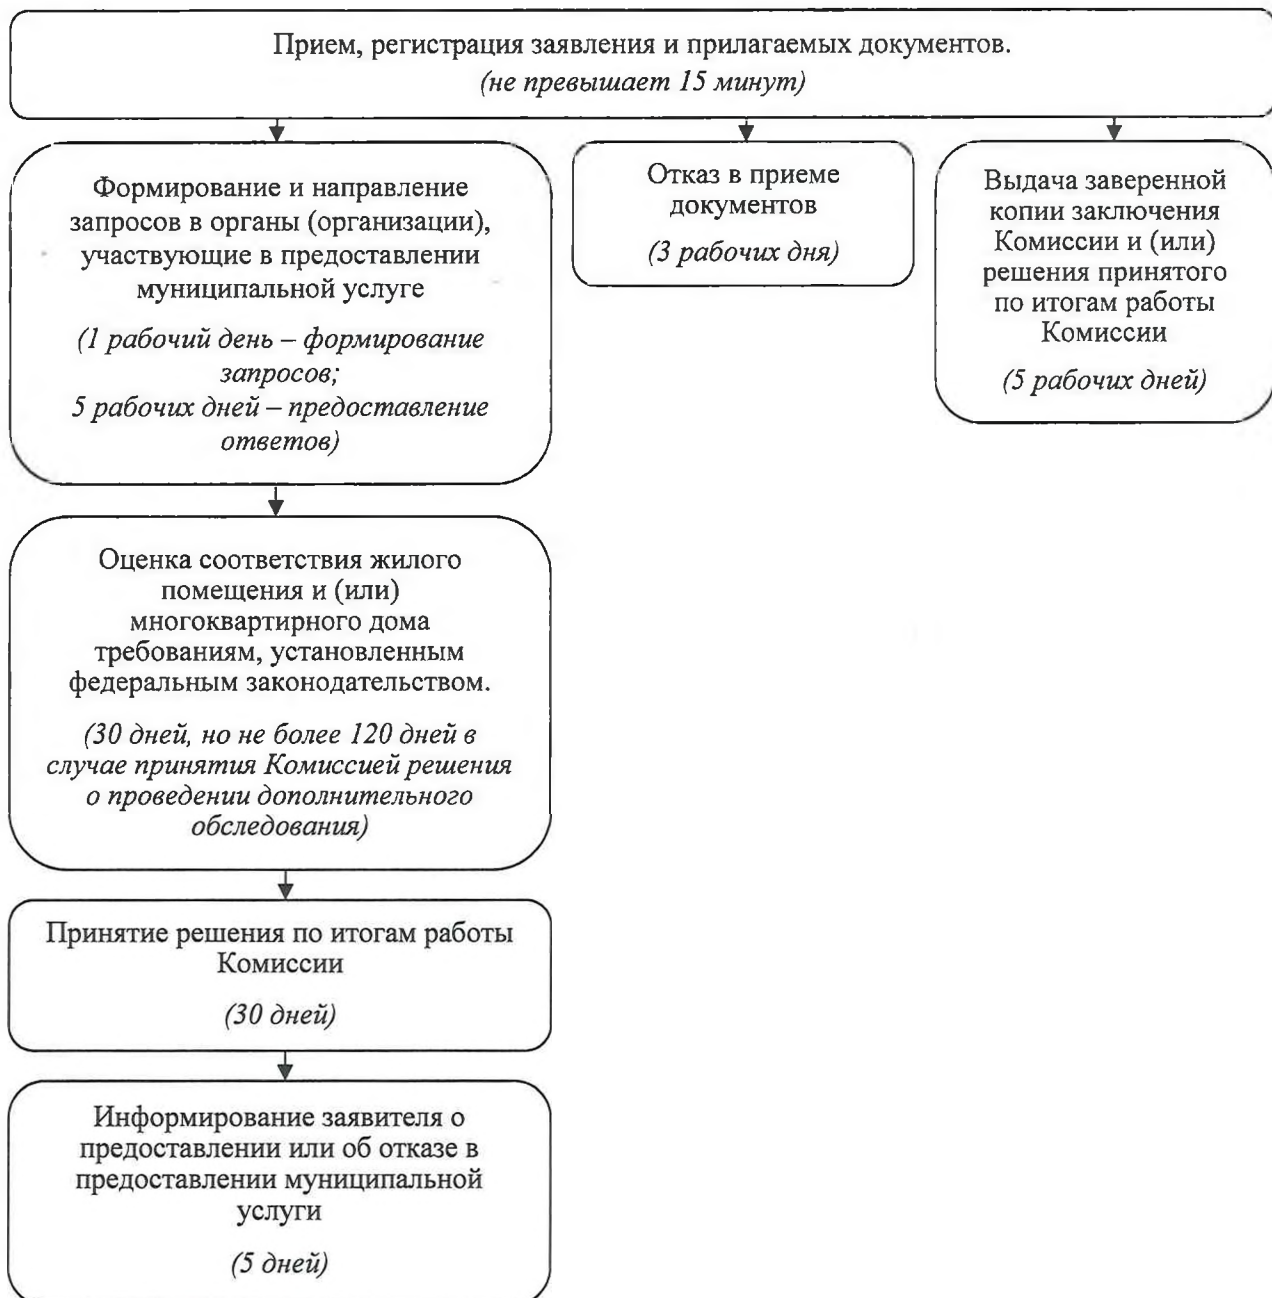 Прием, регистрация заявления и прилагаемых документов.
(не превышает 15 минут)
Формирование и направление
запросов в органы (организации),
участвующие в предоставлении
муниципальной услуге
(1 рабочий день – формирование
запросов;
5 рабочих дней – предоставление
ответов)
Отказ в приеме
документов
(3 рабочих дня)
Выдача заверенной
копии заключения
Комиссии и (или)
решения принятого
по итогам работы
Комиссии
(5 рабочих дней)
Оценка соответствия жилого
помещения и (или)
многоквартирного дома
требованиям, установленным
федеральным законодательством.
(30 дней, но не более 120 дней в
случае принятия Комиссией решения
о проведении дополнительного
обследования)
Принятие решения по итогам работы
Комиссии
(30 дней)
Информирование заявителя о
предоставлении или об отказе в
предоставлении муниципальной
услуги
(5 дней)